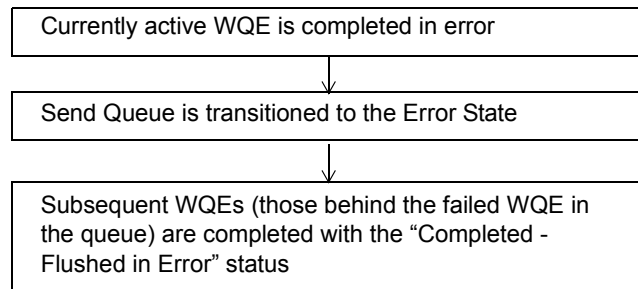 Currently active WQE is completed in error
Send Queue is transitioned to the Error State
Subsequent WQEs (those behind the failed WQE in
the queue) are completed with the “Completed -
Flushed in Error” status